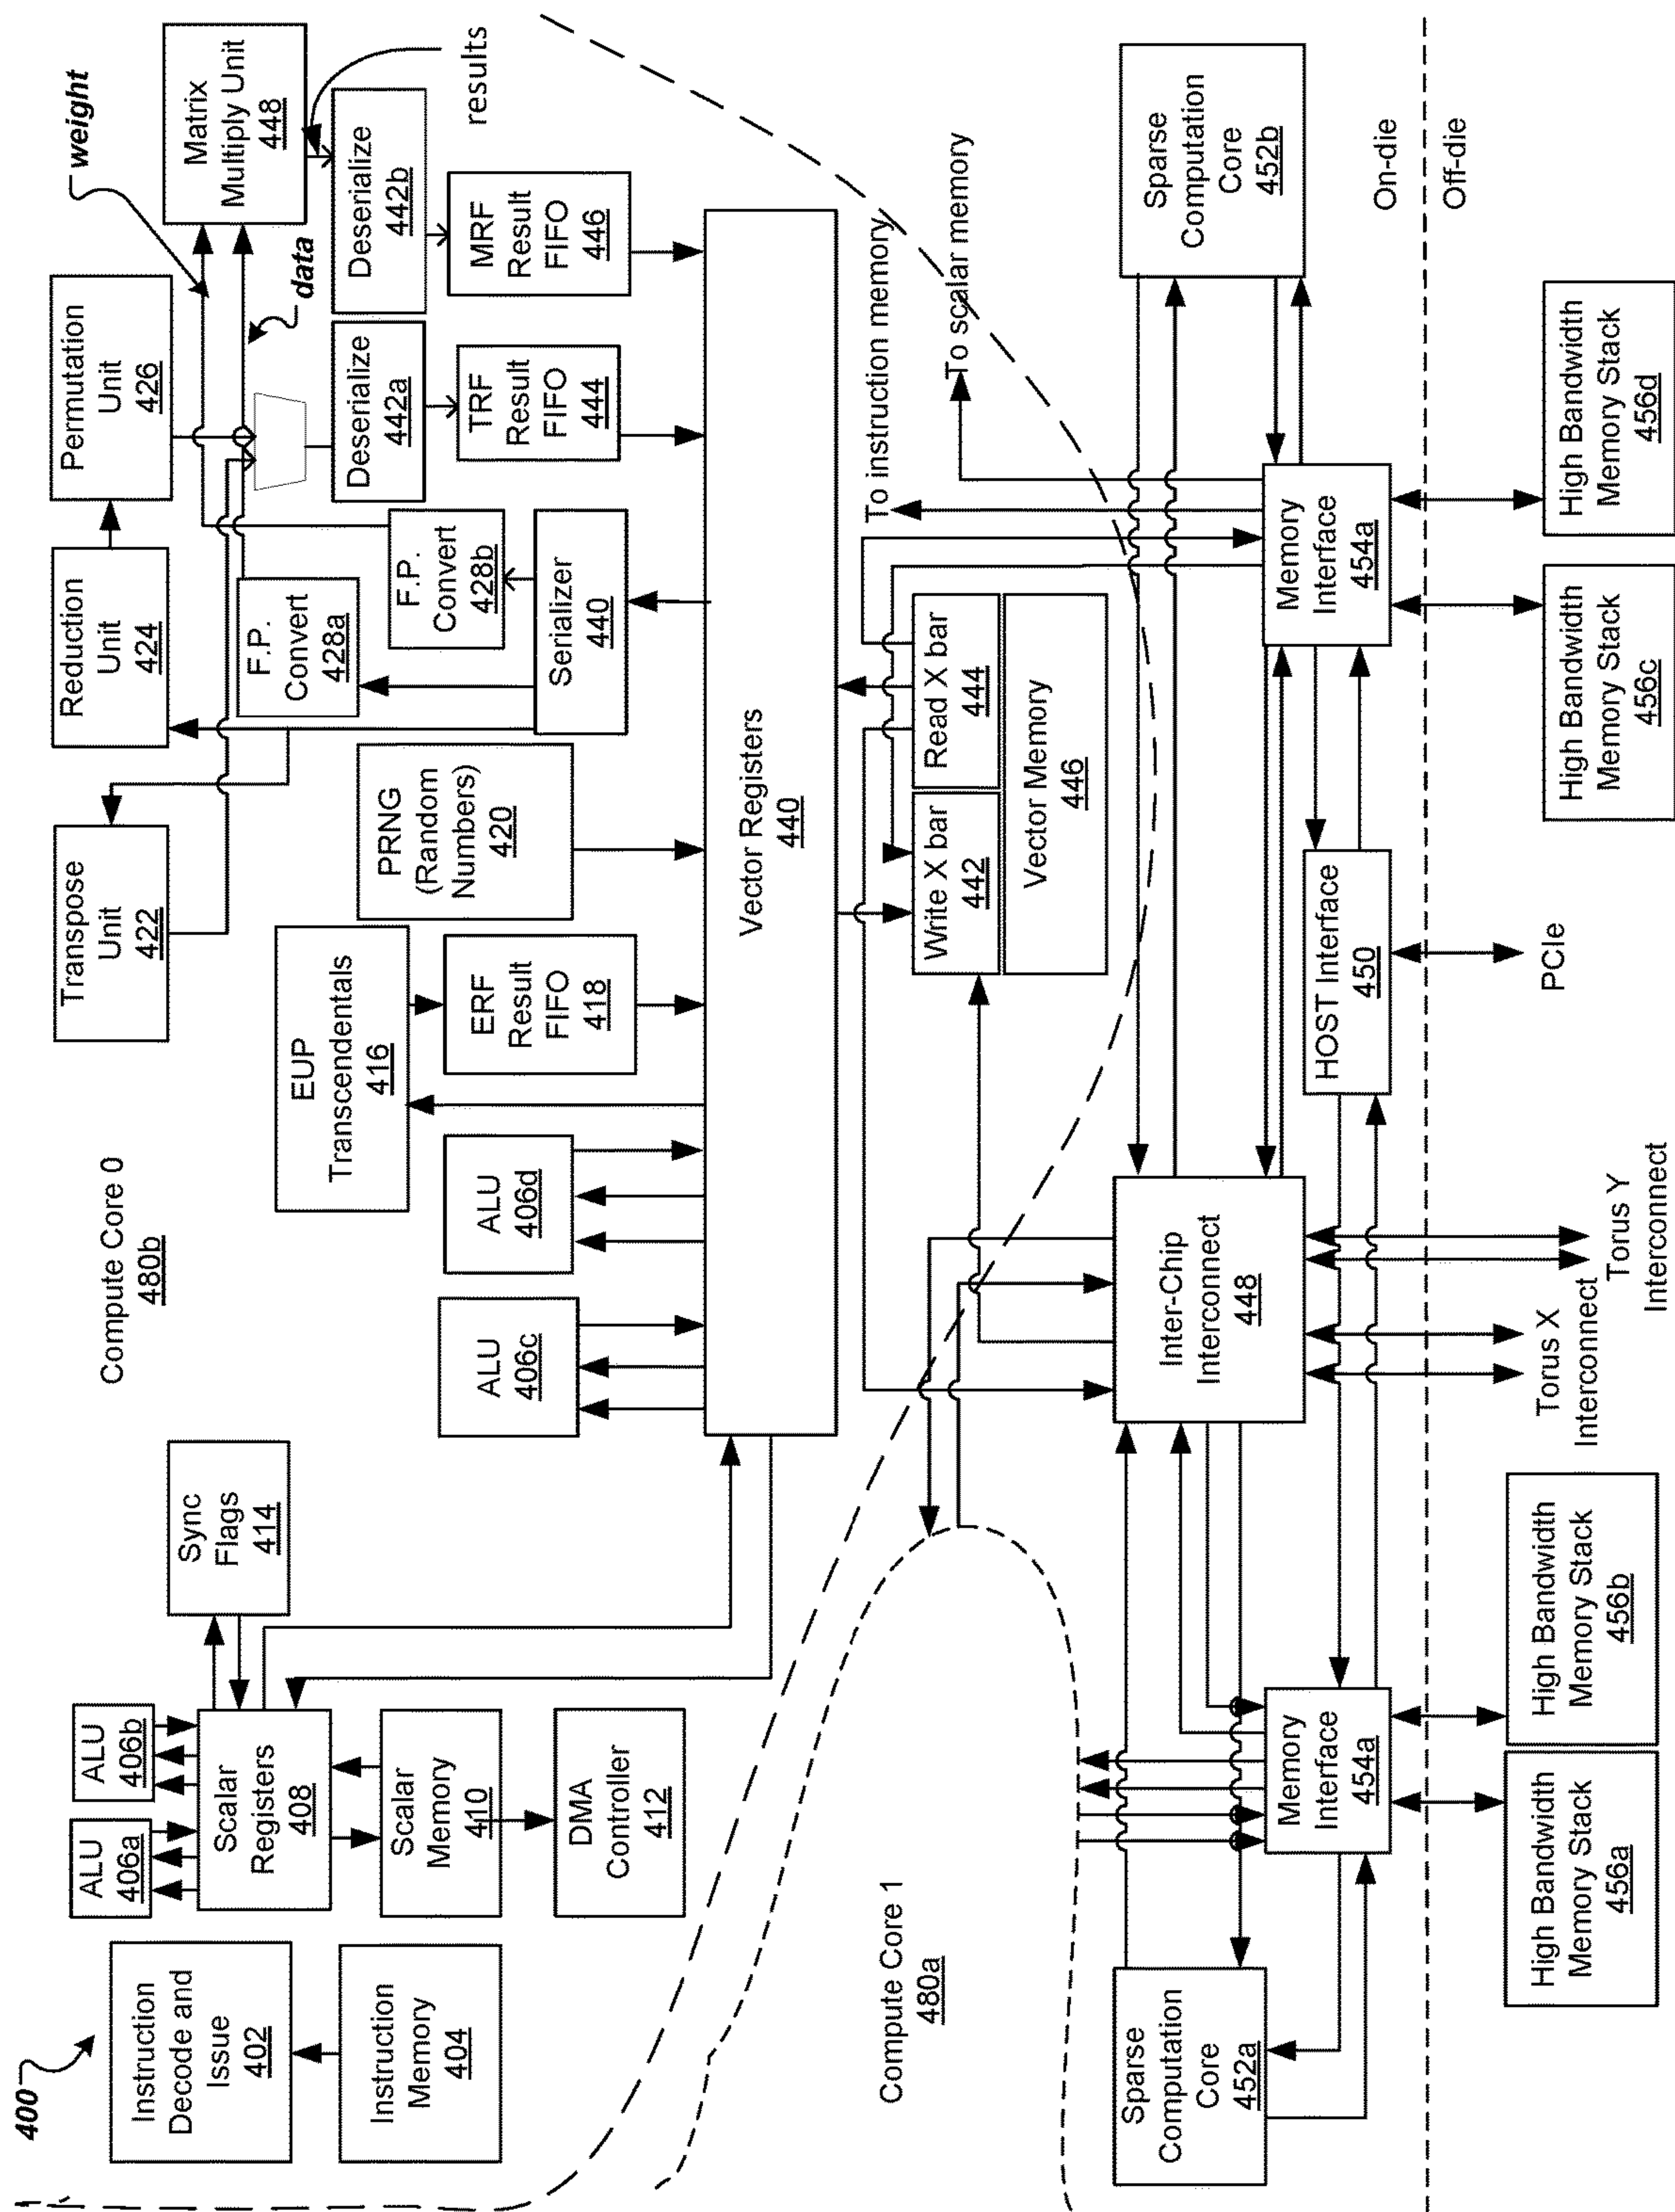 400
Instruction
Decode and
Issue
402
Instruction
Memory
404
ALU
406a
ALU
406b
Scalar
Registers
408
Scalar
Memory
410
DMA
Controller
412
Sync
Flags
414
Compute Core 0
480b
ALU
406c
ALU
406d
EUP
Transcendentals
416
ERF
Result
FIFO
418
PRNG
(Random
Numbers)
420
Transpose
Unit
422
Reduction
Unit
424
Permutation
Unit
426
F.P.
Convert
428a
F.P.
Convert
428b
Serializer
440
weight
data
Matrix
Multiply Unit
448
results
Deserialize
442a
Deserialize
442b
TRF
Result
FIFO
444
MRF
Result
FIFO
446
Vector Registers
440
Write X bar
442
Read X bar
444
Vector Memory
446
To instruction memory
To scalar memory
Compute Core 1
480a
Sparse
Computation
Core
452a
Inter-Chip
Interconnect
448
Sparse
Computation
Core
452b
Memory
Interface
454a
HOST Interface
450
Memory
Interface
454a
On-die
Off-die
High Bandwidth
Memory Stack
456a
High Bandwidth
Memory Stack
456b
Torus X
Interconnect
Torus Y
Interconnect
PCIe
High Bandwidth
Memory Stack
456c
High Bandwidth
Memory Stack
456d